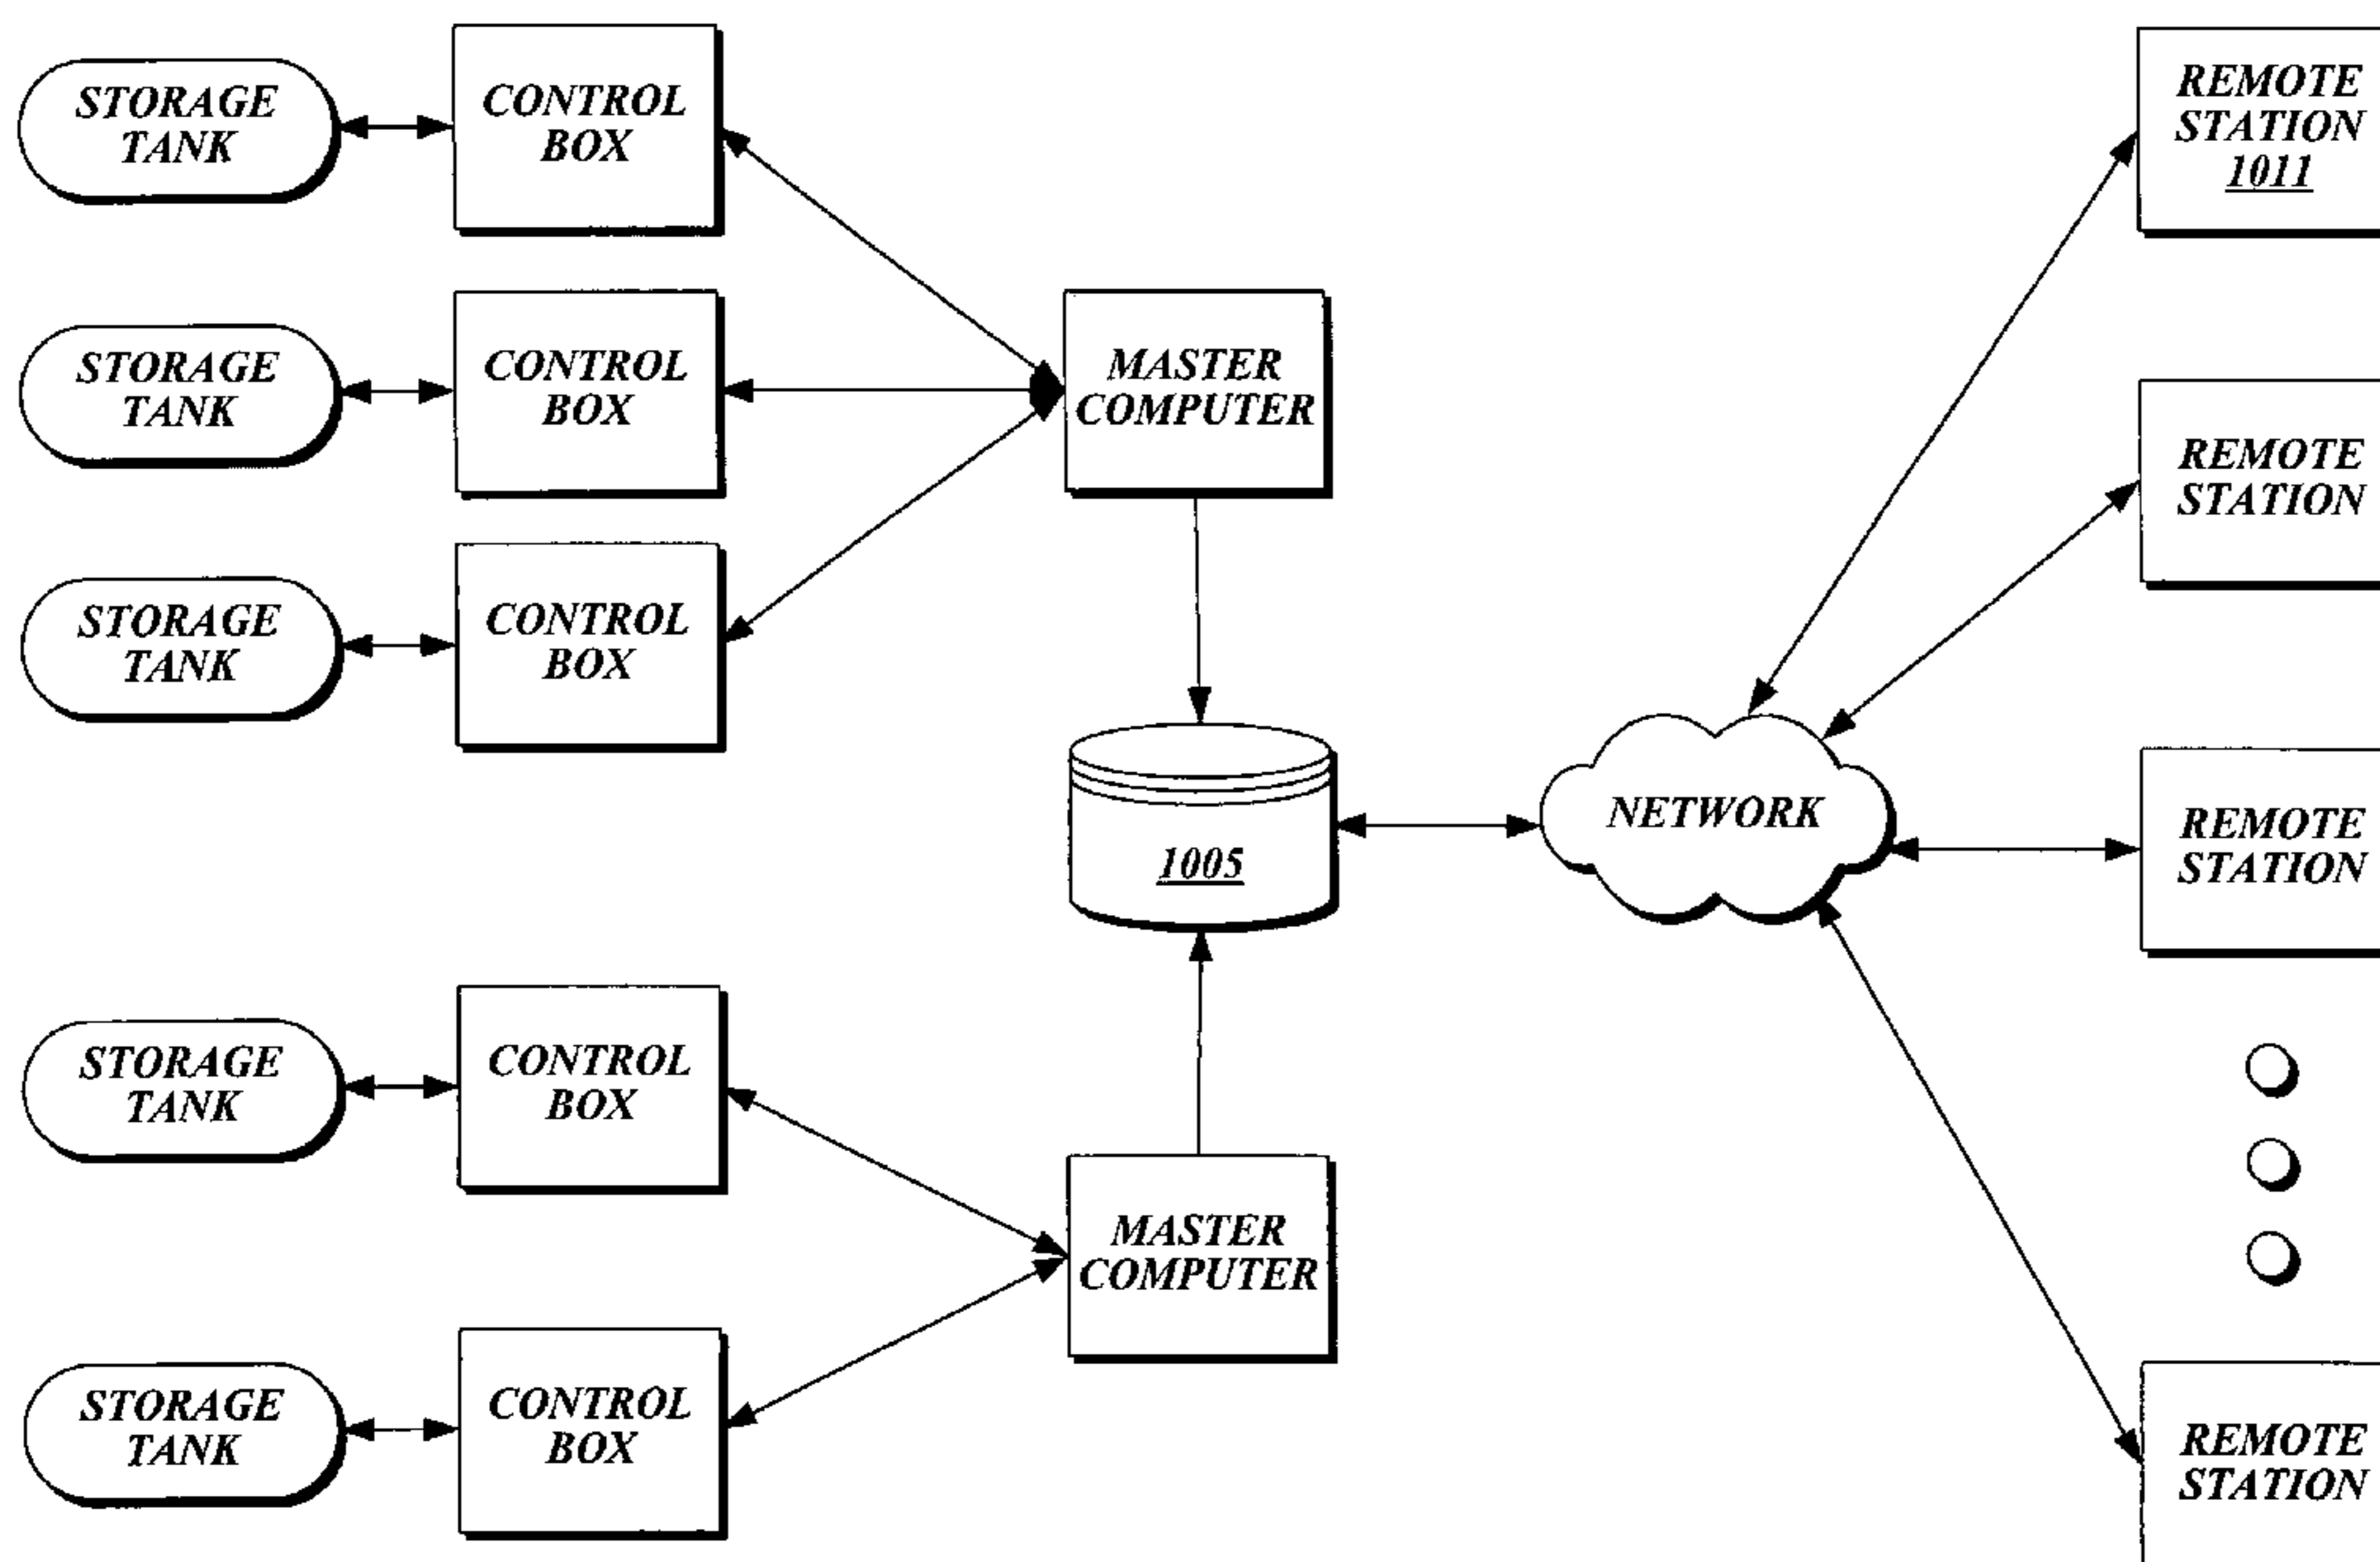 STORAGE
TANK
CONTROL
BOX
REMOTE
STATION
1011
STORAGE
TANK
CONTROL
BOX
MASTER
COMPUTER
REMOTE
STATION
STORAGE
TANK
CONTROL
BOX
1005
NETWORK
REMOTE
STATION
STORAGE
TANK
CONTROL
BOX
MASTER
COMPUTER
STORAGE
TANK
CONTROL
BOX
REMOTE
STATION